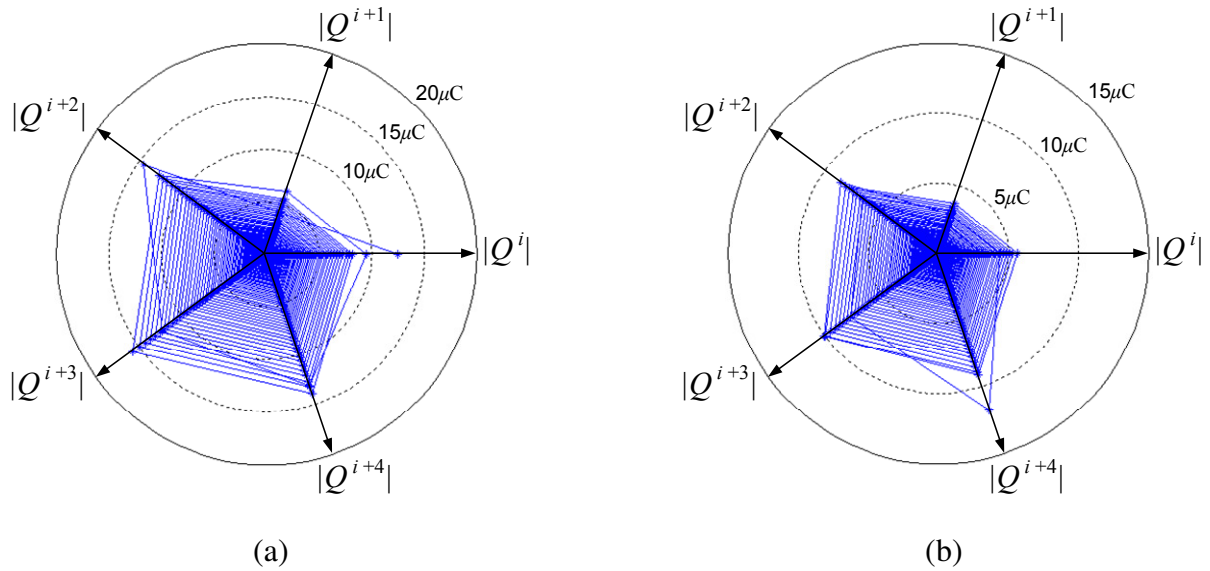 |Q^{i+1}|
20μC
|Q^{i+2}|
15μC
10μC
|Q^i|
|Q^{i+3}|
|Q^{i+4}|
(a)
|Q^{i+1}|
15μC
|Q^{i+2}|
10μC
5μC
|Q^i|
|Q^{i+3}|
|Q^{i+4}|
(b)